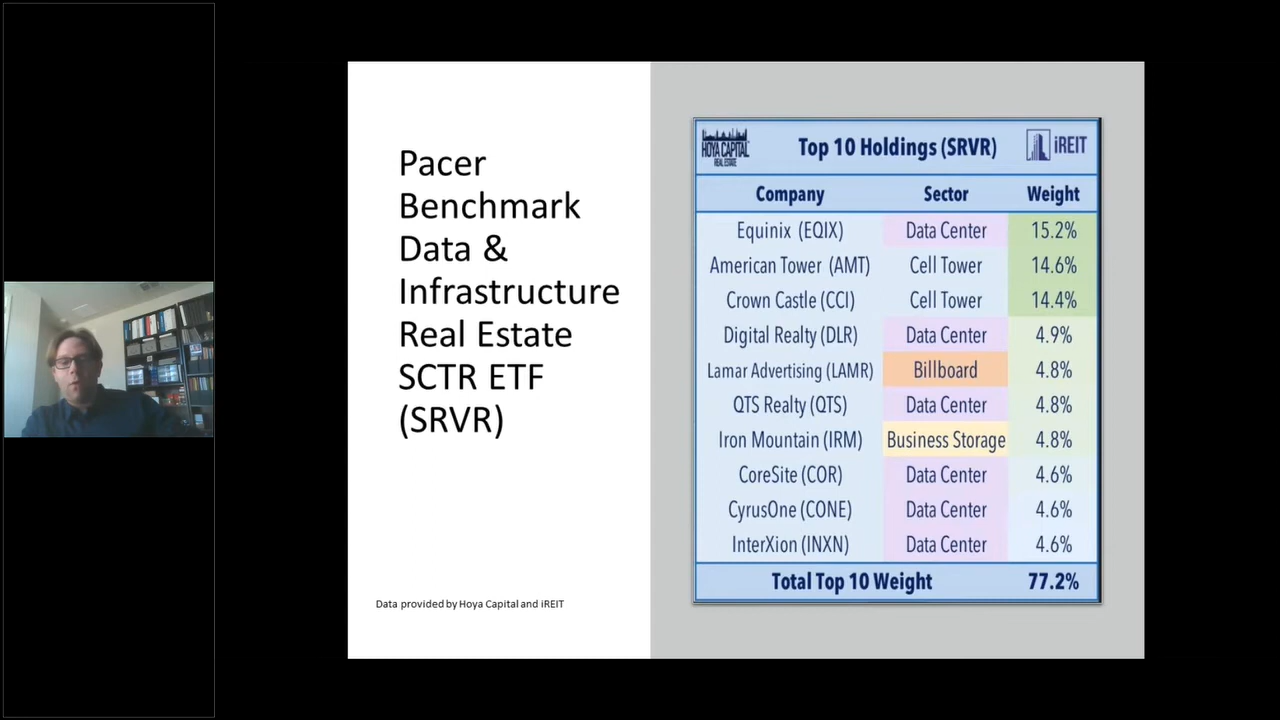 Pacer
Benchmark
Data &
Infrastructure
Real Estate
SCTR ETF
(SRVR)
Data provided by Hoya Capital and iREIT
HOYA CAPITAL
REAL ESTATE
Top 10 Holdings (SRVR)
iREIT
Company Sector Weight
Equinix (EQIX) Data Center 15.2%
American Tower (AMT) Cell Tower 14.6%
Crown Castle (CCI) Cell Tower 14.4%
Digital Realty (DLR) Data Center 4.9%
Lamar Advertising (LAMR) Billboard 4.8%
QTS Realty (QTS) Data Center 4.8%
Iron Mountain (IRM) Business Storage 4.8%
CoreSite (COR) Data Center 4.6%
CyrusOne (CONE) Data Center 4.6%
InterXion (INXN) Data Center 4.6%
Total Top 10 Weight 77.2%